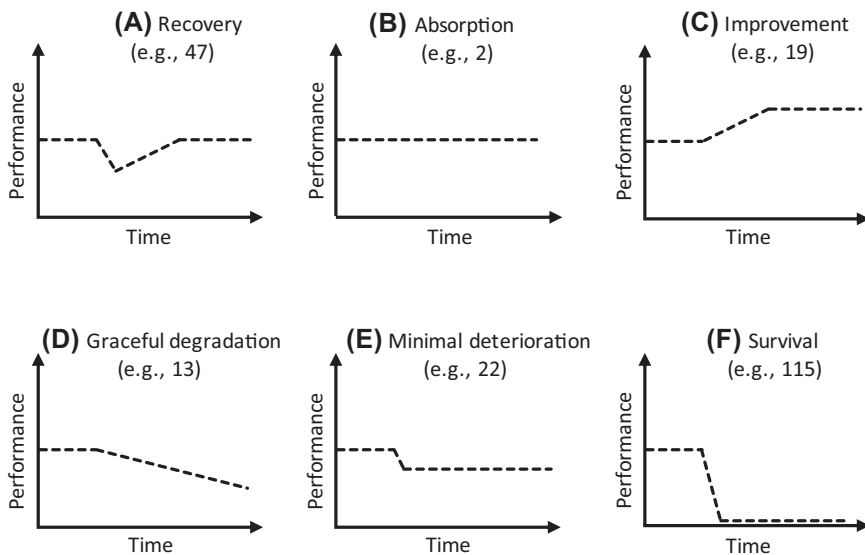 (A) Recovery
(e.g., 47)
Performance
Time
(B) Absorption
(e.g., 2)
Performance
Time
(C) Improvement
(e.g., 19)
Performance
Time
(D) Graceful degradation
(e.g., 13)
Performance
Time
(E) Minimal deterioration
(e.g., 22)
Performance
Time
(F) Survival
(e.g., 115)
Performance
Time